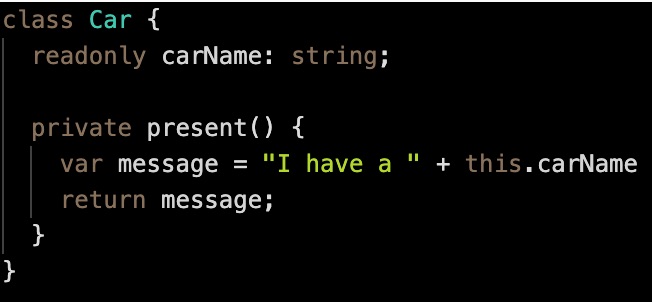 class Car {
readonly carName: string;
private present() {
var message = "I have a " + this.carName
return message;
}
}